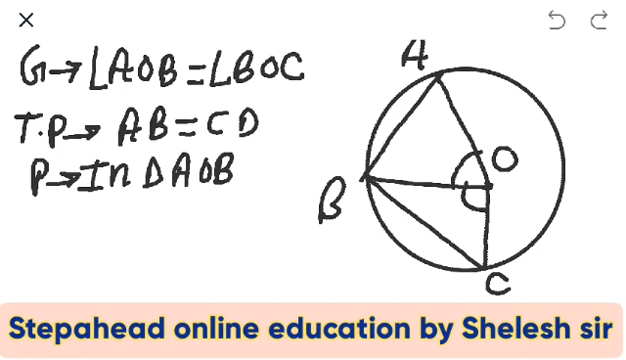 G→∟AOB=∟BOC
T.P→ AB=CD
P→In ΔAOB
A
O
B
C
Stepahead online education by Shelesh sir